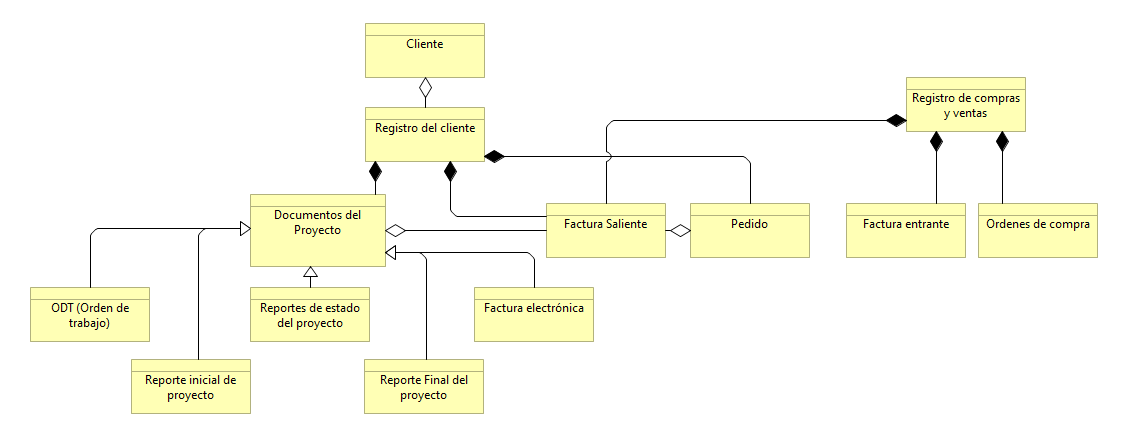 Cliente
Registro de compras
y ventas
Registro del cliente
Documentos del
Proyecto
Factura Saliente
Pedido
Factura entrante
Ordenes de compra
ODT (Orden de
trabajo)
Reportes de estado
del proyecto
Factura electrónica
Reporte inicial de
proyecto
Reporte Final del
proyecto